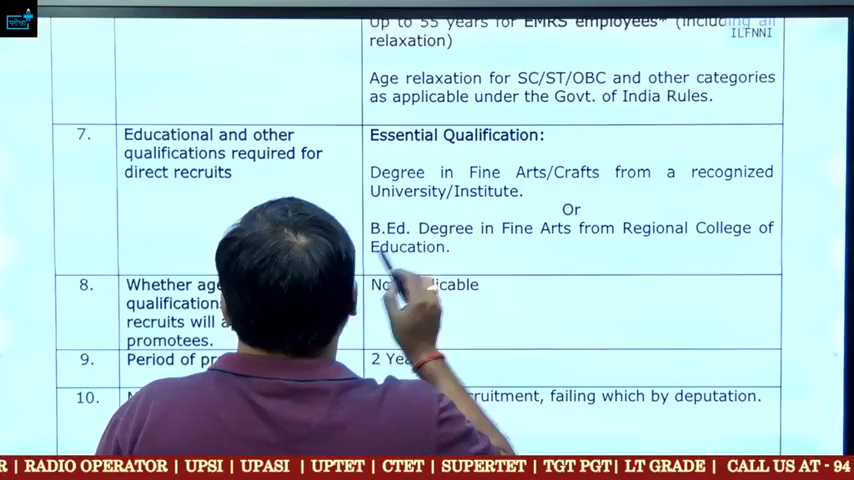 परीक्षा
Up to 55 years for EMRS employees* (including all
relaxation)
ILFNNI
Age relaxation for SC/ST/OBC and other categories
as applicable under the Govt. of India Rules.
7. Educational and other qualifications required for direct recruits
Essential Qualification:
Degree in Fine Arts/Crafts from a recognized
University/Institute.
Or
B.Ed. Degree in Fine Arts from Regional College of
Education.
8. Whether age
qualifications
recruits will
promotees.
9. Period of
2
10.
failing which by deputation.
RADIO OPERATOR | UPSI | UPASI | UPTET | CTET | SUPERTET | TGT PGT| LT GRADE | CALL US AT - 94